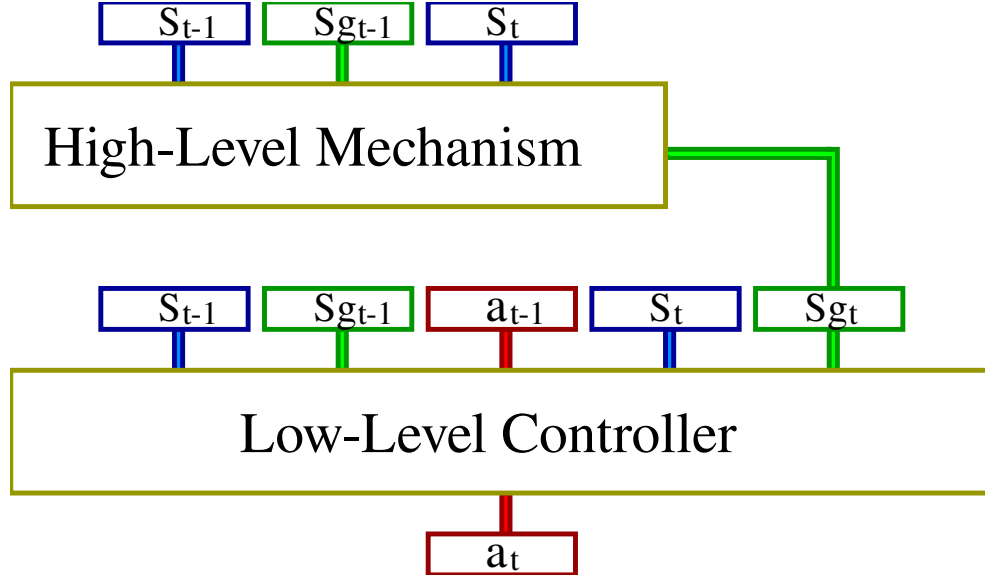 St-1 Sgt-1 St
High-Level Mechanism
St-1 Sgt-1 at-1 St Sgt
Low-Level Controller
at